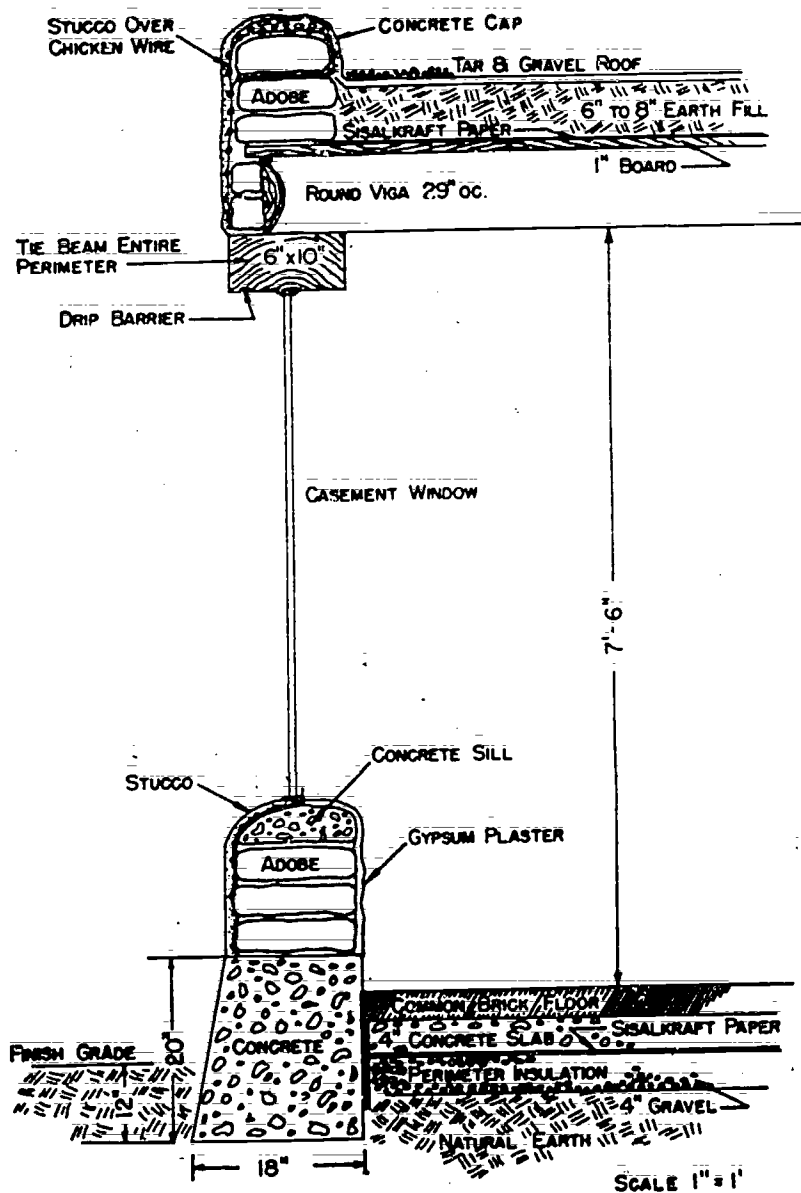 STUCCO OVER
CHICKEN WIRE
CONCRETE CAP
TAR & GRAVEL ROOF
ADOBE
6" TO 8" EARTH FILL
SISALKRAFT PAPER
1" BOARD
ROUND VIGA 29" OC.
TIE BEAM ENTIRE
PERIMETER
6" x 10"
DRIP BARRIER
CASEMENT WINDOW
7'-6"
CONCRETE SILL
STUCCO
GYPSUM PLASTER
ADOBE
COMMON BRICK FLOOR
4" CONCRETE SLAB
SISALKRAFT PAPER
CONCRETE
20"
FINISH GRADE
12"
PERIMETER INSULATION
4" GRAVEL
NATURAL EARTH
18"
SCALE 1" = 1'